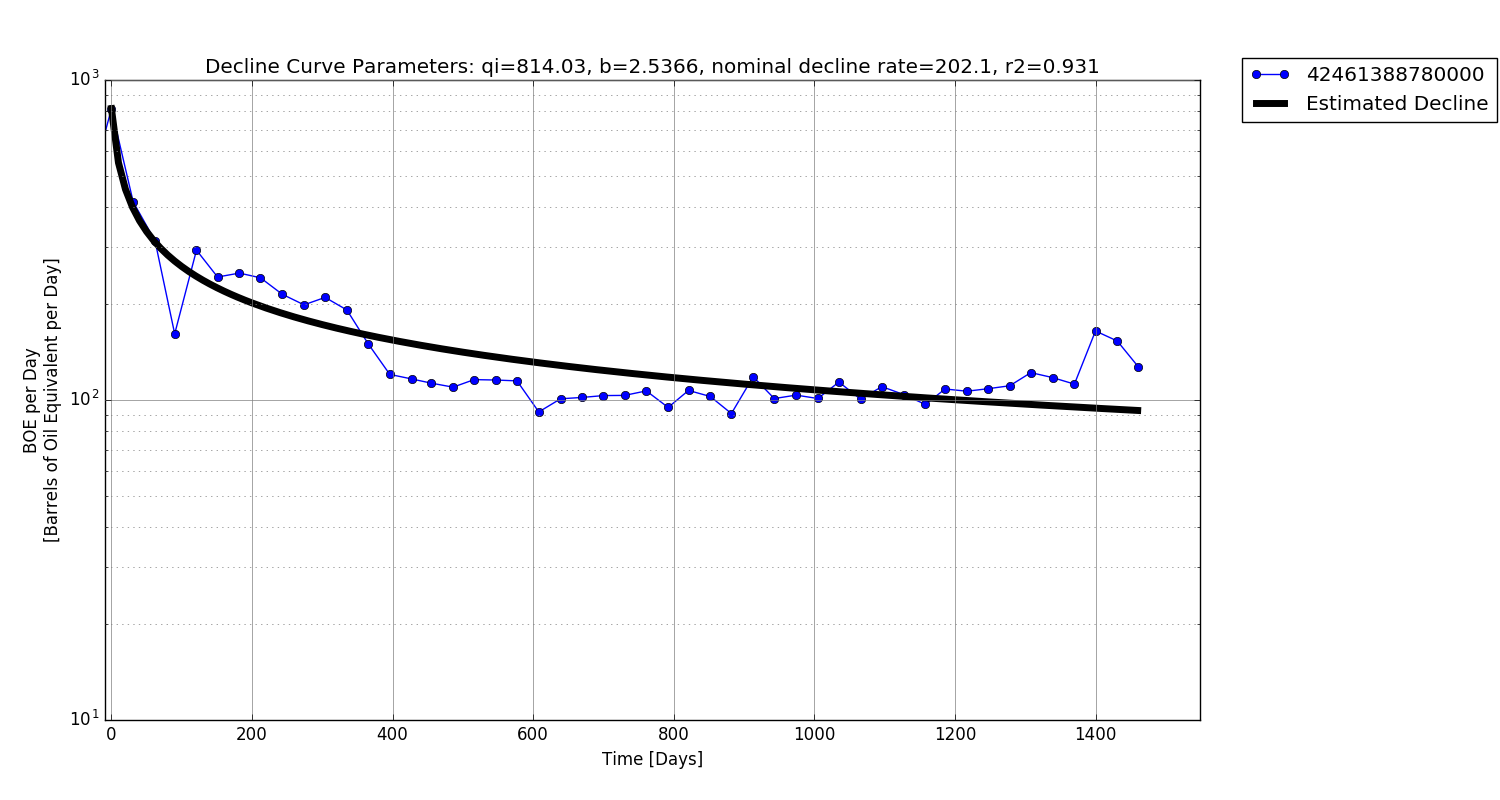 Decline Curve Parameters: qi=814.03, b=2.5366, nominal decline rate=202.1, r2=0.931
42461388780000
Estimated Decline
10³
10²
10¹
BOE per Day
[Barrels of Oil Equivalent per Day]
0 200 400 600 800 1000 1200 1400
Time [Days]